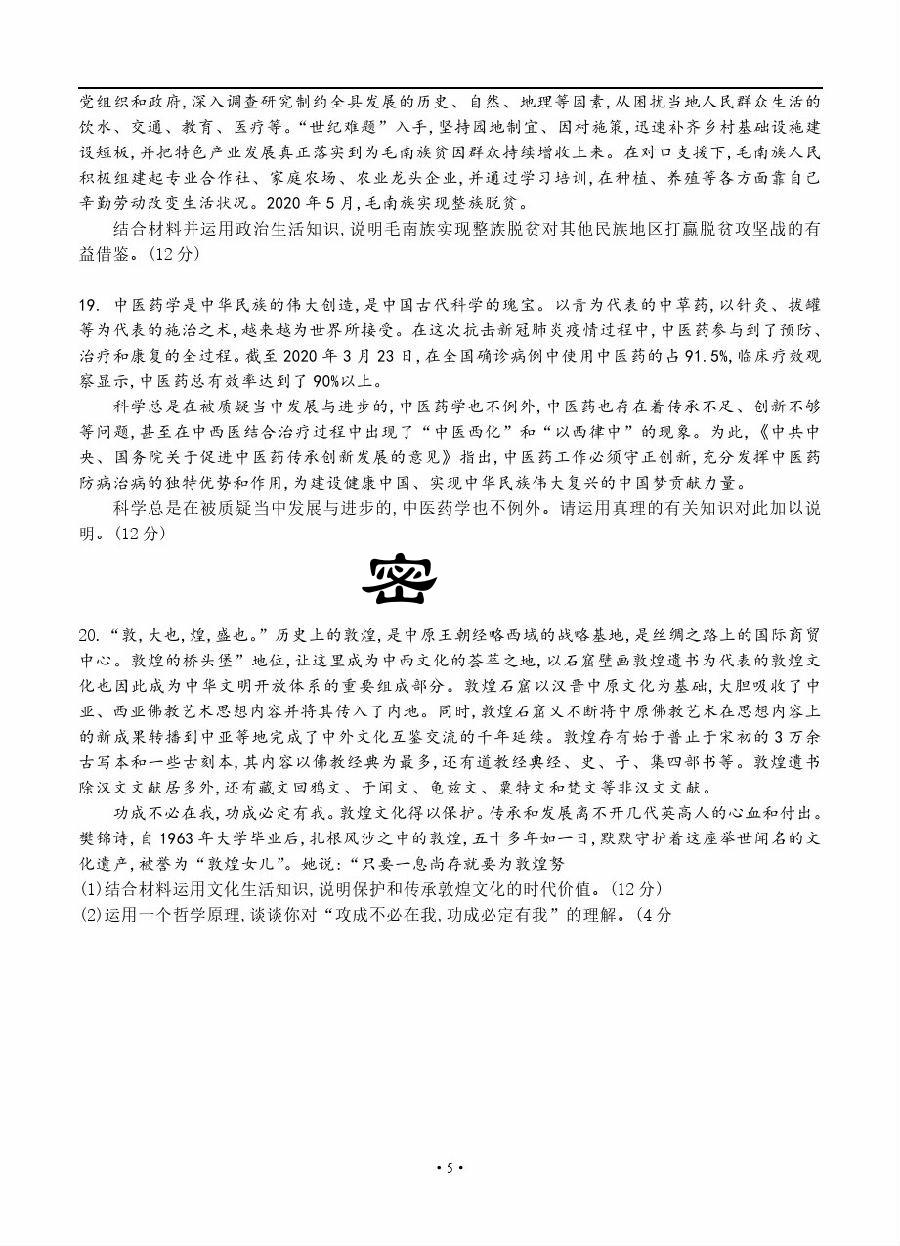 党组织和政府,深入调查研究制约全县发展的历史、自然、地理等因素,从困扰当地人民群众生活的
饮水、交通、教育、医疗等。“世纪难题”入手,坚持因地制宜、因对施策,迅速补齐乡村基础设施建
设短板,并把特色产业发展真正落实到为毛南族贫困群众持续增收上来。在对口支援下,毛南族人民
积极组建起专业合作社、家庭农场、农业龙头企业,并通过学习培训,在种植、养殖等各方面靠自己
辛勤劳动改变生活状况。2020年5月,毛南族实现整族脱贫。
结合材料并运用政治生活知识,说明毛南族实现整族脱贫对其他民族地区打赢脱贫攻坚战的有
益借鉴。(12分)
19. 中医药学是中华民族的伟大创造,是中国古代科学的瑰宝。以青为代表的中草药,以针灸、拔罐
等为代表的施治之术,越来越为世界所接受。在这次抗击新冠肺炎疫情过程中,中医药参与到了预防、
治疗和康复的全过程。截至2020年3月23日,在全国确诊病例中使用中医药的占91.5%,临床疗效观
察显示,中医药总有效率达到了90%以上。
科学总是在被质疑当中发展与进步的,中医药学也不例外,中医药也存在着传承不足、创新不够
等问题,甚至在中西医结合治疗过程中出现了“中医西化”和“以西律中”的现象。为此,《中共中
央、国务院关于促进中医药传承创新发展的意见》指出,中医药工作必须守正创新,充分发挥中医药
防病治病的独特优势和作用,为建设健康中国、实现中华民族伟大复兴的中国梦贡献力量。
科学总是在被质疑当中发展与进步的,中医药学也不例外。请运用真理的有关知识对此加以说
明。(12分)
密
20.“敦,大也,煌,盛也。”历史上的敦煌,是中原王朝经略西域的战略基地,是丝绸之路上的国际商贸
中心。敦煌的桥头堡”地位,让这里成为中西文化的荟萃之地,以石窟壁画敦煌遗书为代表的敦煌文
化也因此成为中华文明开放体系的重要组成部分。敦煌石窟以汉晋中原文化为基础,大胆吸收了中
亚、西亚佛教艺术思想内容并将其传入了内地。同时,敦煌石窟又不断将中原佛教艺术在思想内容上
的新成果转播到中亚等地完成了中外文化互鉴交流的千年延续。敦煌存有始于普止于宋初的3万余
古写本和一些古刻本,其内容以佛教经典为最多,还有道教经典经、史、子、集四部书等。敦煌遗书
除汉文文献居多外,还有藏文回鹘文、于阗文、龟兹文、粟特文和梵文等非汉文文献。
功成不必在我,功成必定有我。敦煌文化得以保护。传承和发展离不开几代英高人的心血和付出。
樊锦诗,自1963年大学毕业后,扎根风沙之中的敦煌,五十多年如一日,默默守护着这座举世闻名的文
化遗产,被誉为“敦煌女儿”。她说:“只要一息尚存就要为敦煌努
(1)结合材料运用文化生活知识,说明保护和传承敦煌文化的时代价值。(12分)
(2)运用一个哲学原理,谈谈你对“攻成不必在我,功成必定有我”的理解。(4分
·5·